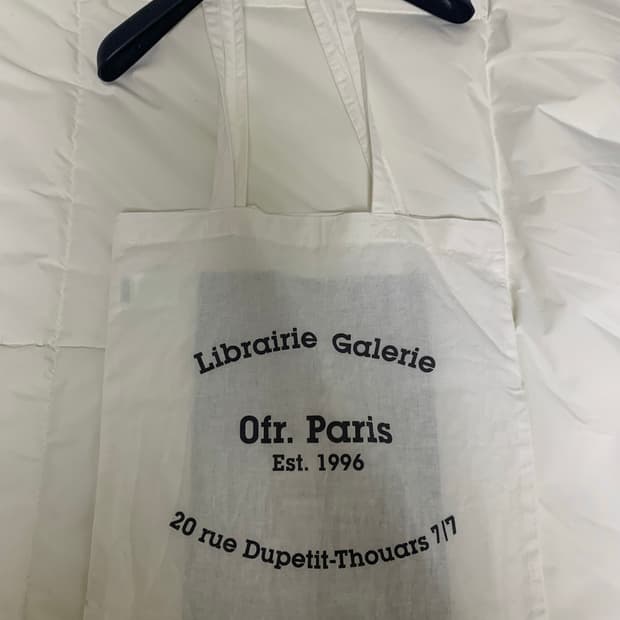 Librairie Galerie
Ofr. Paris
Est. 1996
20 rue Dupetit-Thouars 7/7